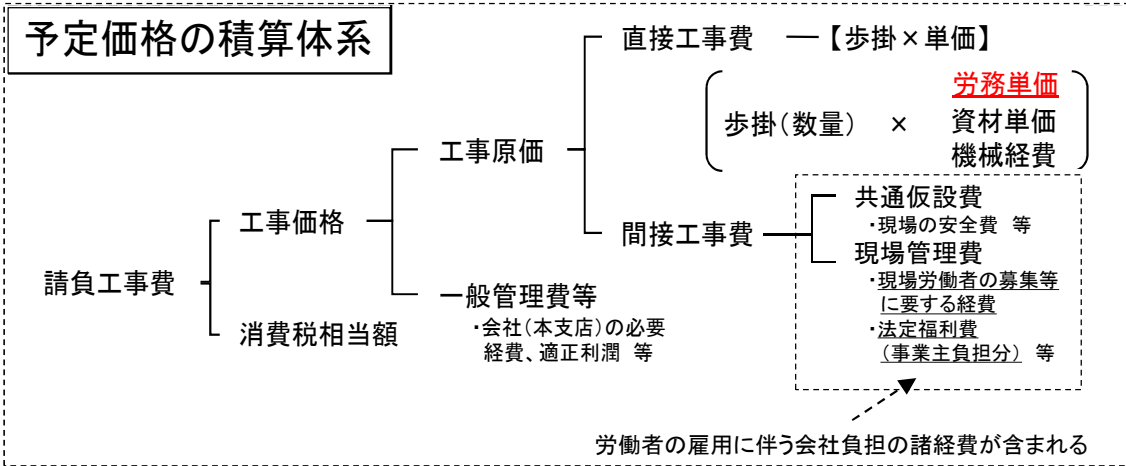 予定価格の積算体系
直接工事費
【歩掛×単価】
労務単価
歩掛（数量） × 資材単価
機械経費
工事原価
共通仮設費
・現場の安全費 等
工事価格
間接工事費
現場管理費
・現場労働者の募集等
に要する経費
請負工事費
一般管理費等
・会社（本支店）の必要
経費、適正利潤 等
消費税相当額
・法定福利費
（事業主負担分） 等
労働者の雇用に伴う会社負担の諸経費が含まれる